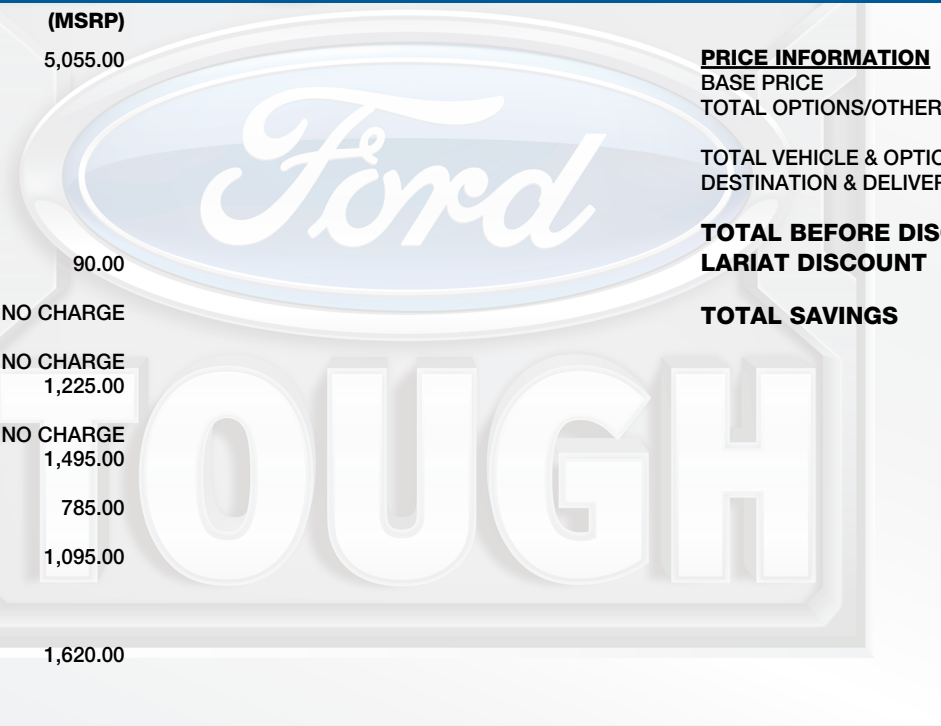 (MSRP)
5,055.00
90.00
NO CHARGE
NO CHARGE
1,225.00
NO CHARGE
1,495.00
785.00
1,095.00
1,620.00
PRICE INFORMATION
BASE PRICE
TOTAL OPTIONS/OTHER
TOTAL VEHICLE & OPTIO
DESTINATION & DELIVER
TOTAL BEFORE DISC
LARIAT DISCOUNT
TOTAL SAVINGS
Ford
TOUGH